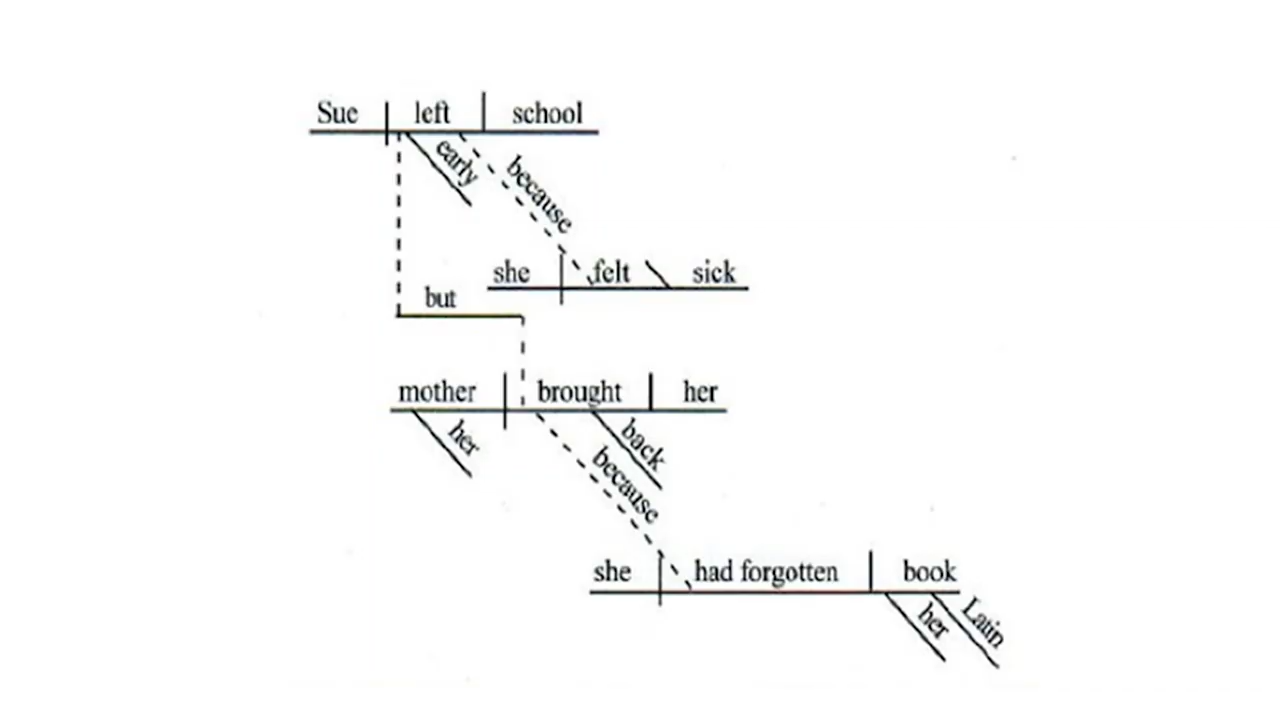 Sue left school
early because
she felt sick
but
mother brought her
her because back
she had forgotten book
her Latin